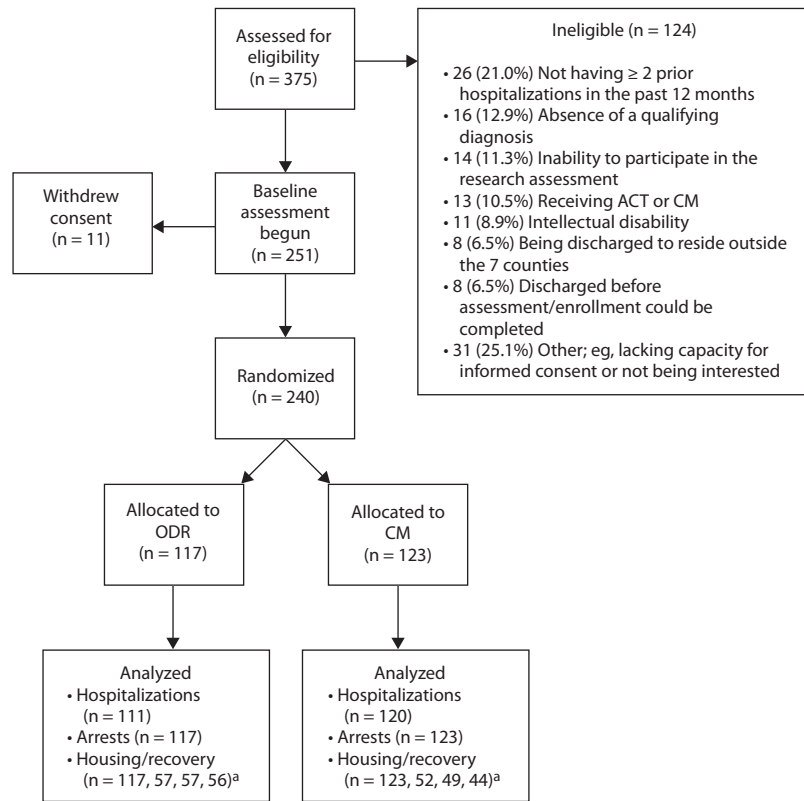 Assessed for
eligibility
(n = 375)
Ineligible (n = 124)
• 26 (21.0%) Not having ≥ 2 prior
hospitalizations in the past 12 months
• 16 (12.9%) Absence of a qualifying
diagnosis
• 14 (11.3%) Inability to participate in the
research assessment
• 13 (10.5%) Receiving ACT or CM
• 11 (8.9%) Intellectual disability
• 8 (6.5%) Being discharged to reside outside
the 7 counties
• 8 (6.5%) Discharged before
assessment/enrollment could be
completed
• 31 (25.1%) Other; eg, lacking capacity for
informed consent or not being interested
Withdrew
consent
(n = 11)
Baseline
assessment
begun
(n = 251)
Randomized
(n = 240)
Allocated to
ODR
(n = 117)
Allocated to
CM
(n = 123)
Analyzed
• Hospitalizations
(n = 111)
• Arrests (n = 117)
• Housing/recovery
(n = 117, 57, 57, 56)ᵃ
Analyzed
• Hospitalizations
(n = 120)
• Arrests (n = 123)
• Housing/recovery
(n = 123, 52, 49, 44)ᵃ